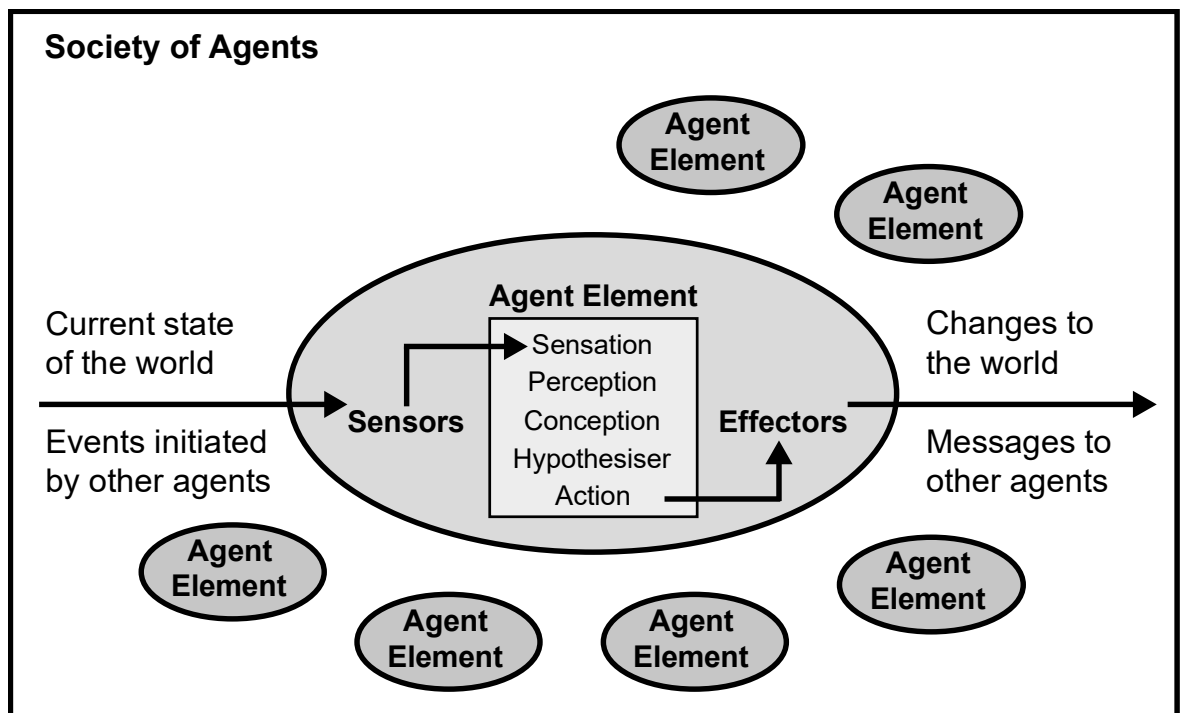 Society of Agents
Agent
Element
Agent
Element
Agent Element
Current state
of the world
Events initiated
by other agents
Sensors
Sensation
Perception
Conception
Hypothesiser
Action
Effectors
Changes to
the world
Messages to
other agents
Agent
Element
Agent
Element
Agent
Element
Agent
Element